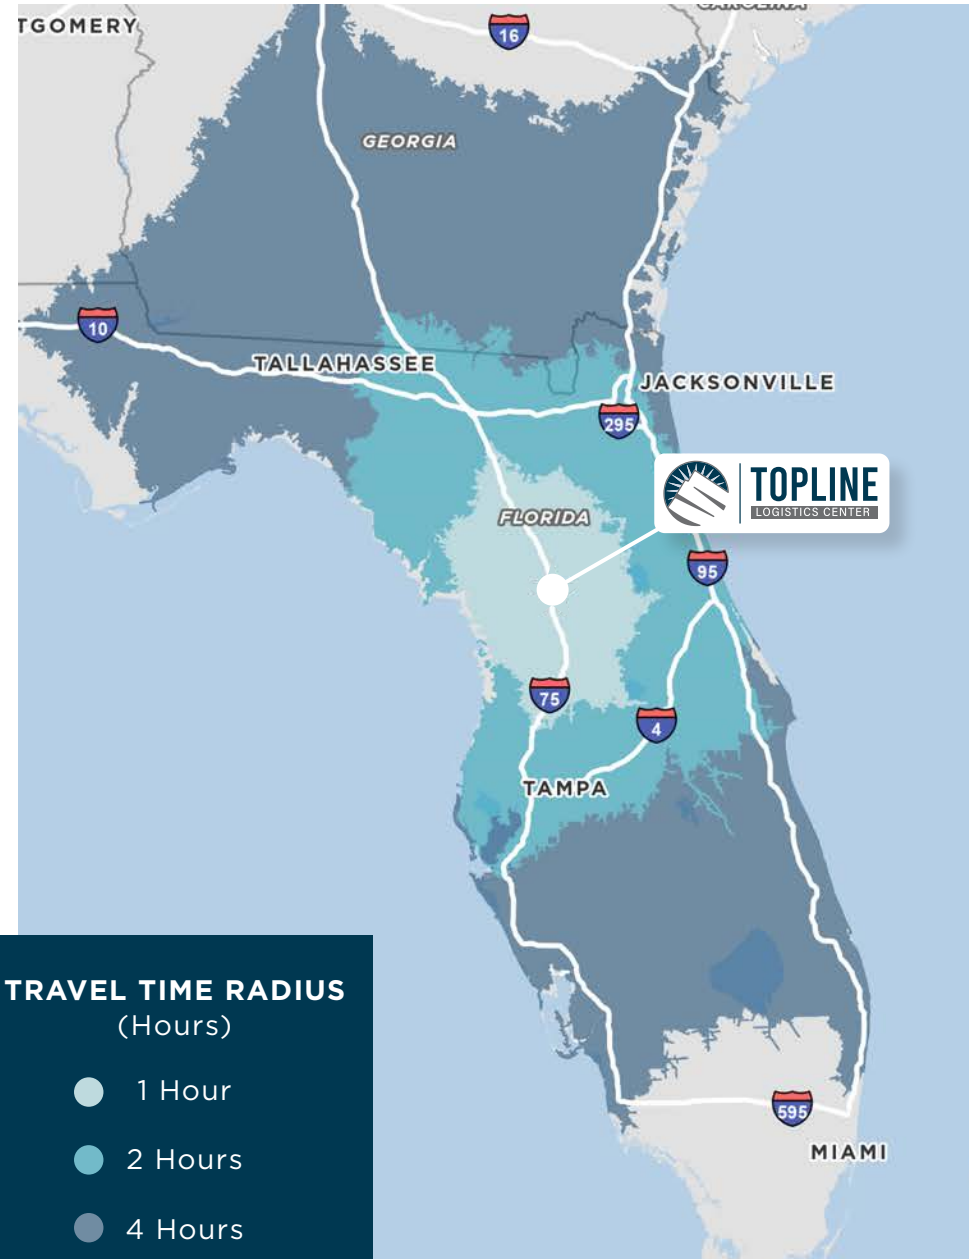 TGOMERY
CAROLINA
16
GEORGIA
10
TALLAHASSEE
JACKSONVILLE
295
TOPLINE
LOGISTICS CENTER
FLORIDA
95
75
4
TAMPA
TRAVEL TIME RADIUS
(Hours)
1 Hour
2 Hours
4 Hours
595
MIAMI